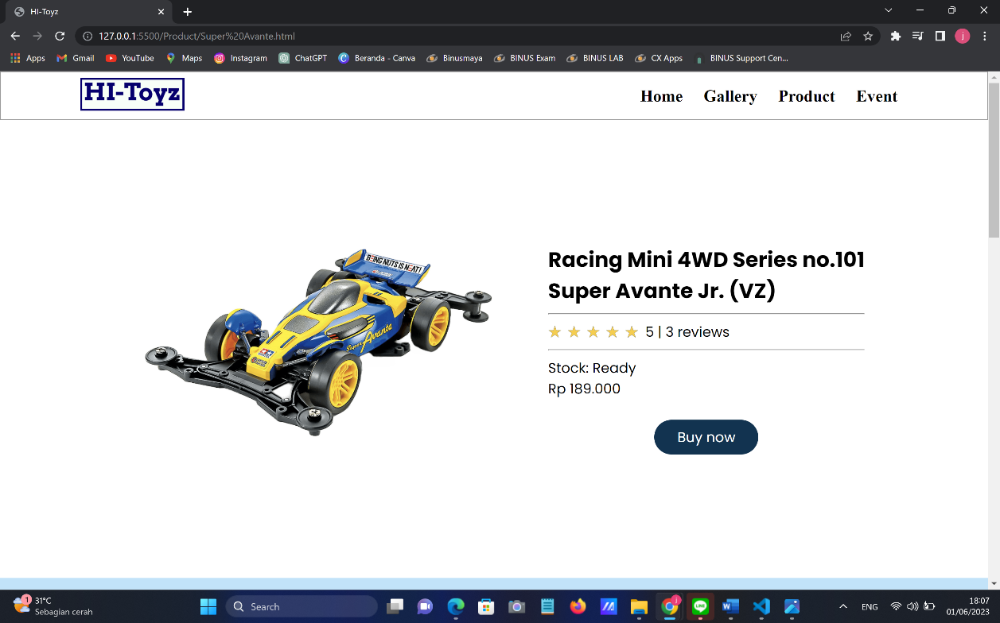 HI-Toyz
127.0.0.1:5500/Product/Super%20Avante.html
Apps Gmail YouTube Maps Instagram ChatGPT Beranda - Canva Binusmaya BINUS Exam BINUS LAB CX Apps BINUS Support Cen...
HI-Toyz
Home Gallery Product Event
BEING NUTS IS NEAT!
Super Avante
Racing Mini 4WD Series no.101
Super Avante Jr. (VZ)
5 | 3 reviews
Stock: Ready
Rp 189.000
Buy now
1
31°C
Sebagian cerah
Search
ENG
18:07
01/06/2023